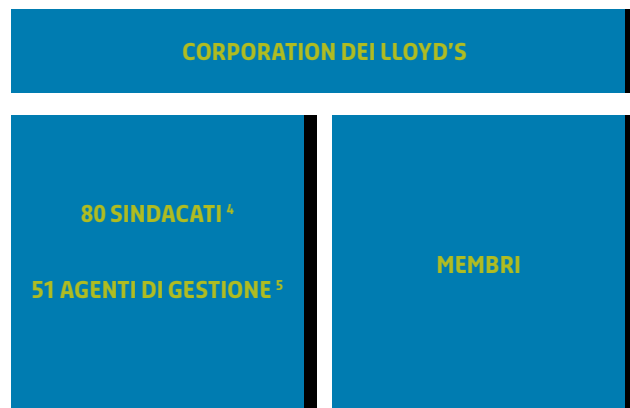 CORPORATION DEI LLOYD'S
80 SINDACATI ⁴
51 AGENTI DI GESTIONE ⁵
MEMBRI